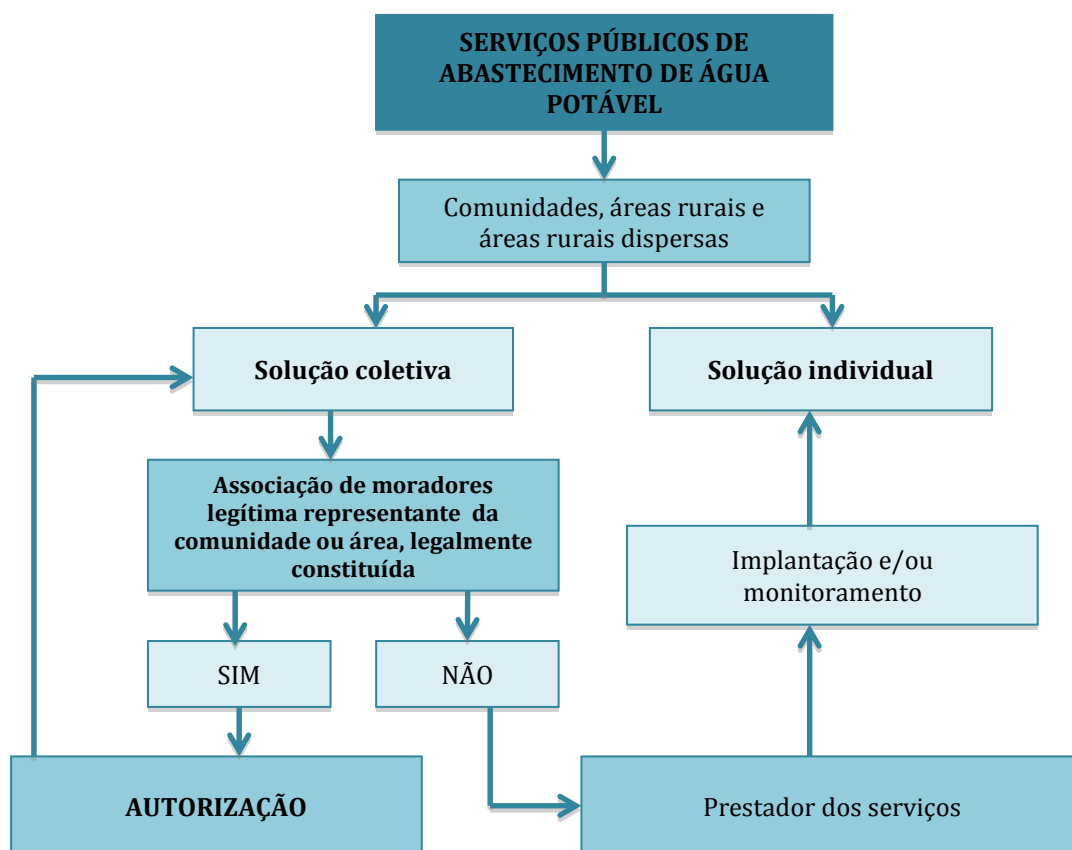 SERVIÇOS PÚBLICOS DE
ABASTECIMENTO DE ÁGUA
POTÁVEL
Comunidades, áreas rurais e
áreas rurais dispersas
Solução coletiva
Solução individual
Associação de moradores
legítima representante da
comunidade ou área, legalmente
constituída
Implantação e/ou
monitoramento
SIM
NÃO
AUTORIZAÇÃO
Prestador dos serviços